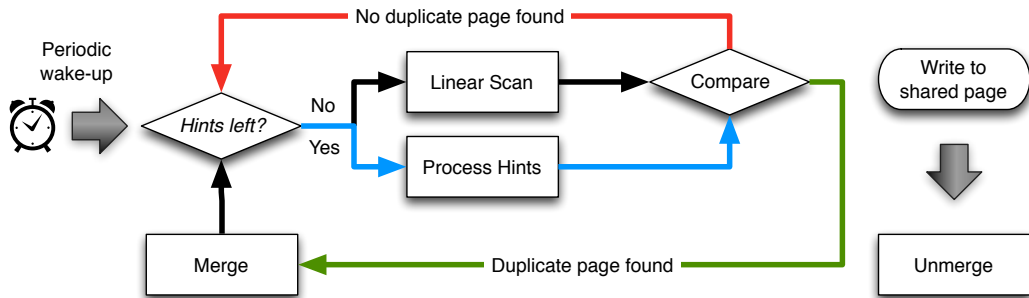 No duplicate page found
Periodic
wake-up
Hints left?
No
Yes
Linear Scan
Process Hints
Compare
Write to
shared page
Merge
Duplicate page found
Unmerge